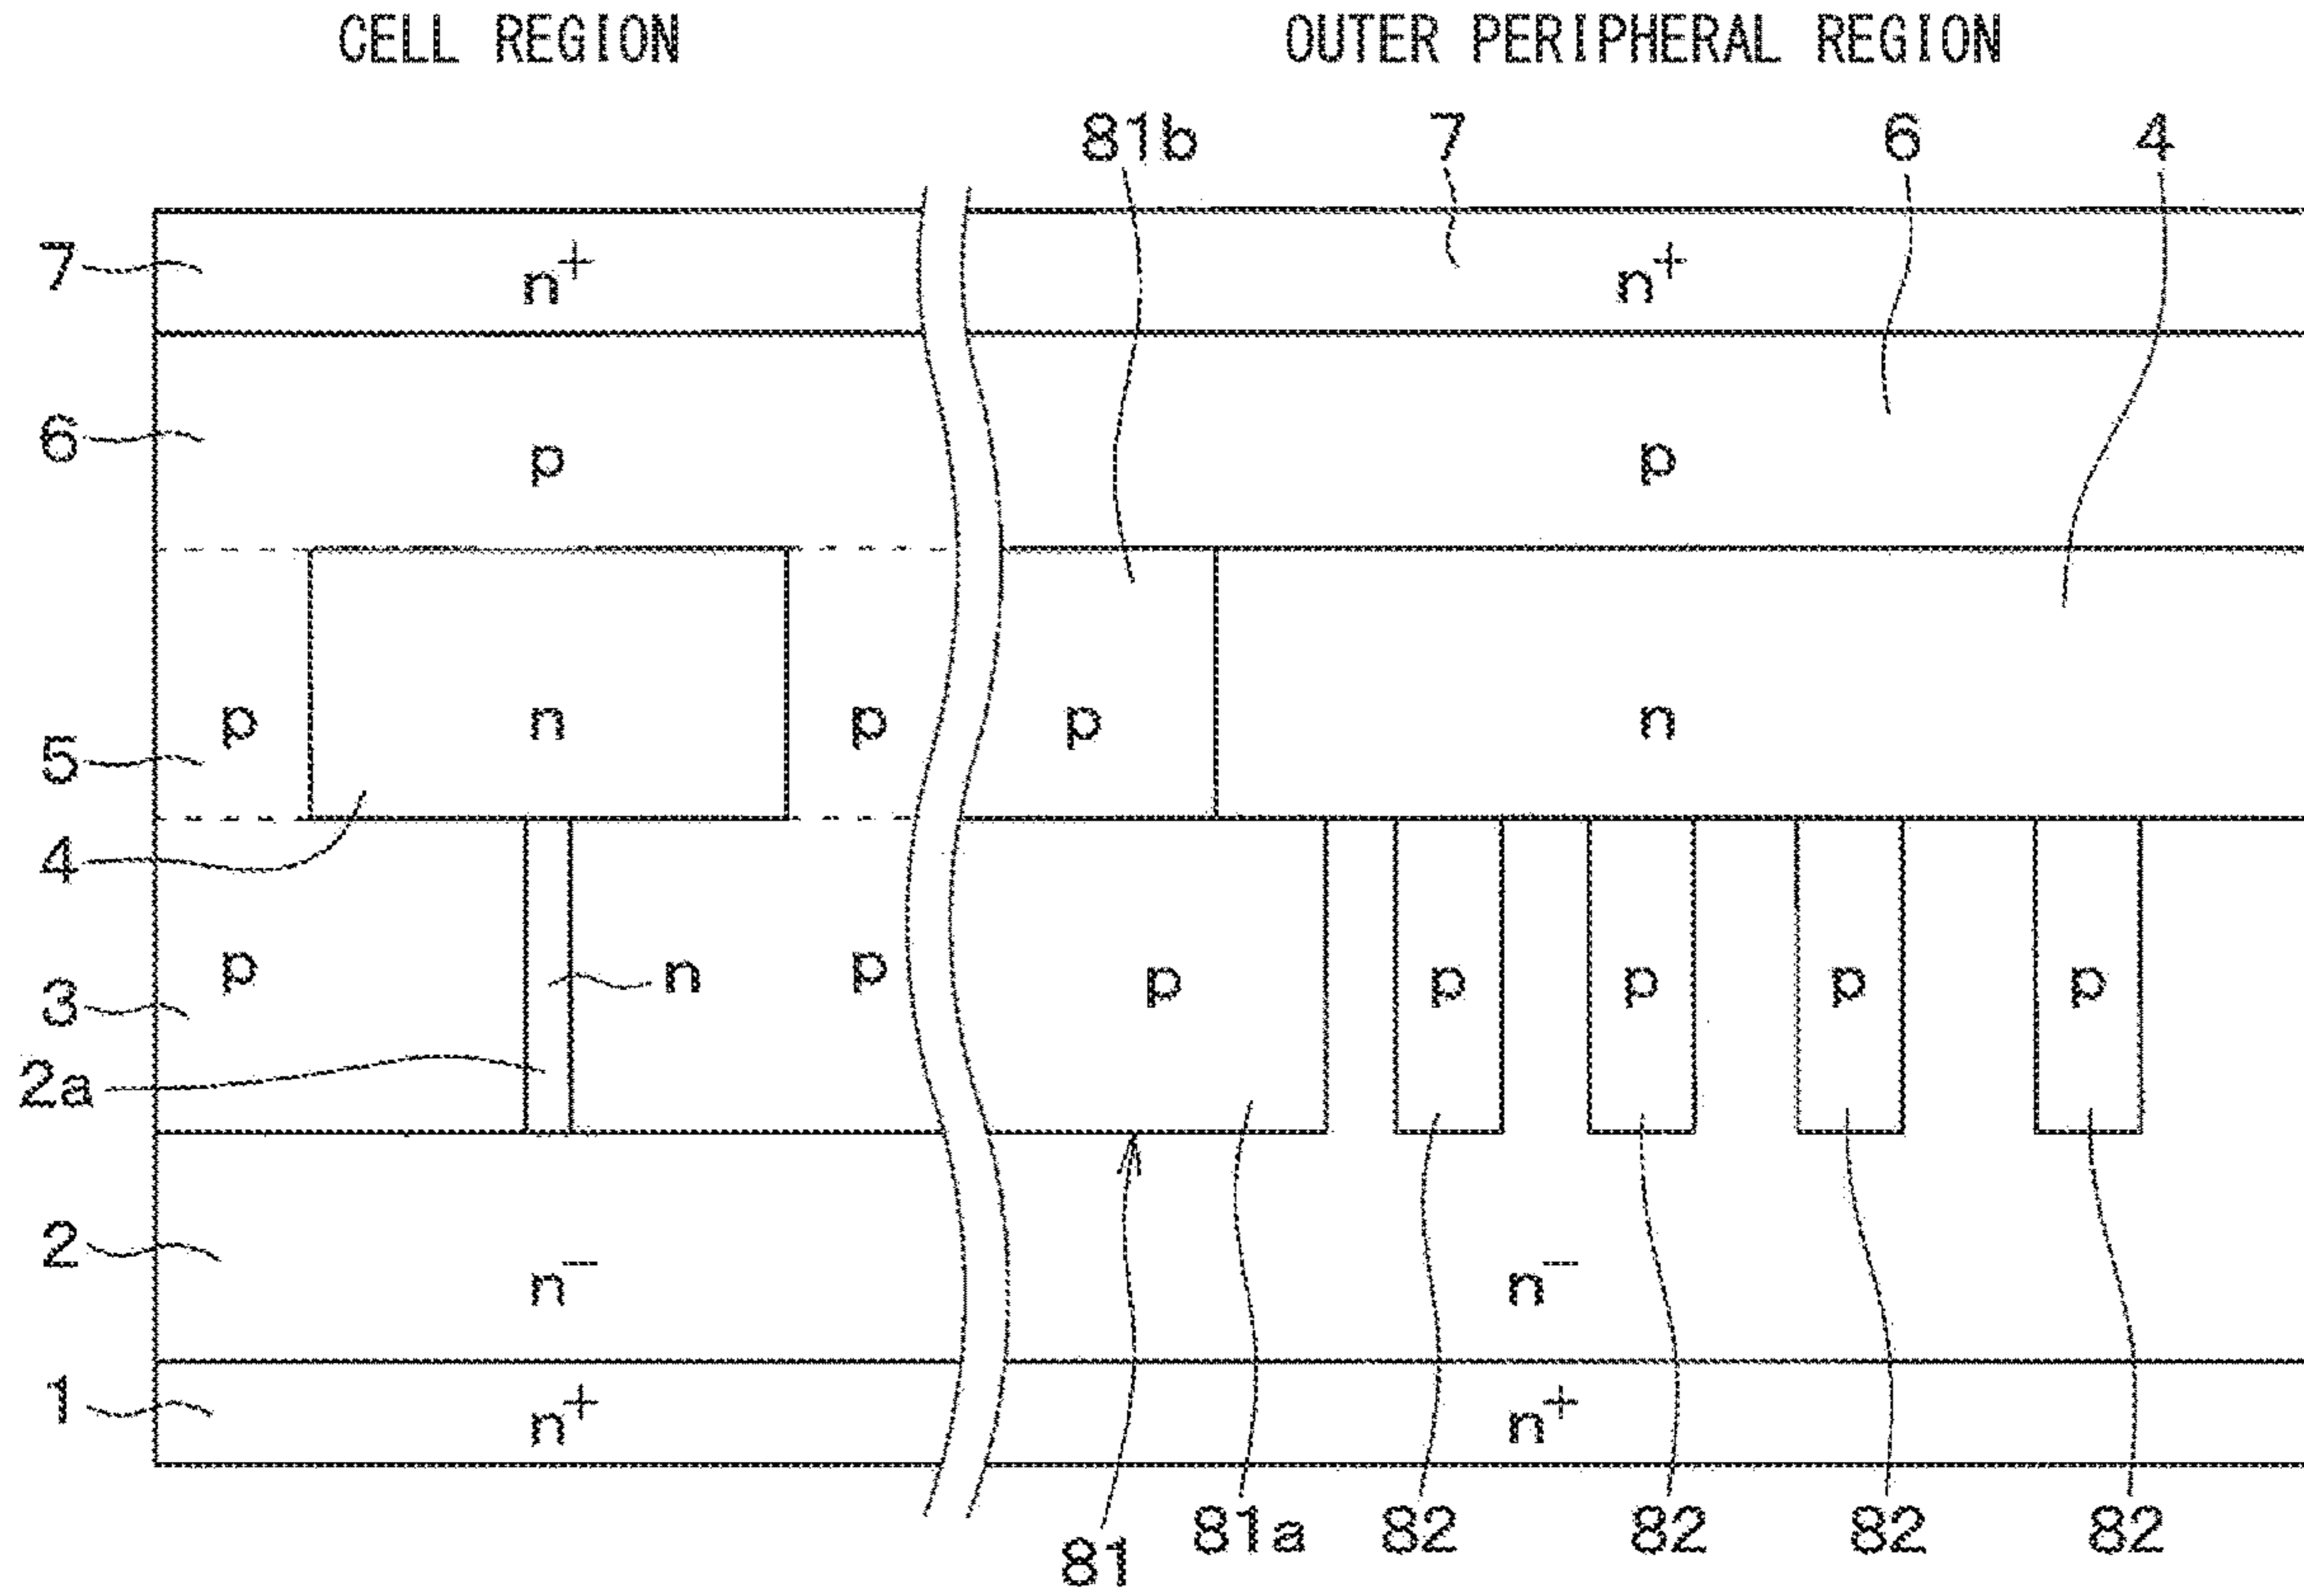 CELL REGION OUTER PERIPHERAL REGION
81b 7 6 4
7 n+ n+
6 p p
p n p p n
5
4
p n p p p p p p
3
2a
2 n− n−
1 n+ n+
81 81a 82 82 82 82